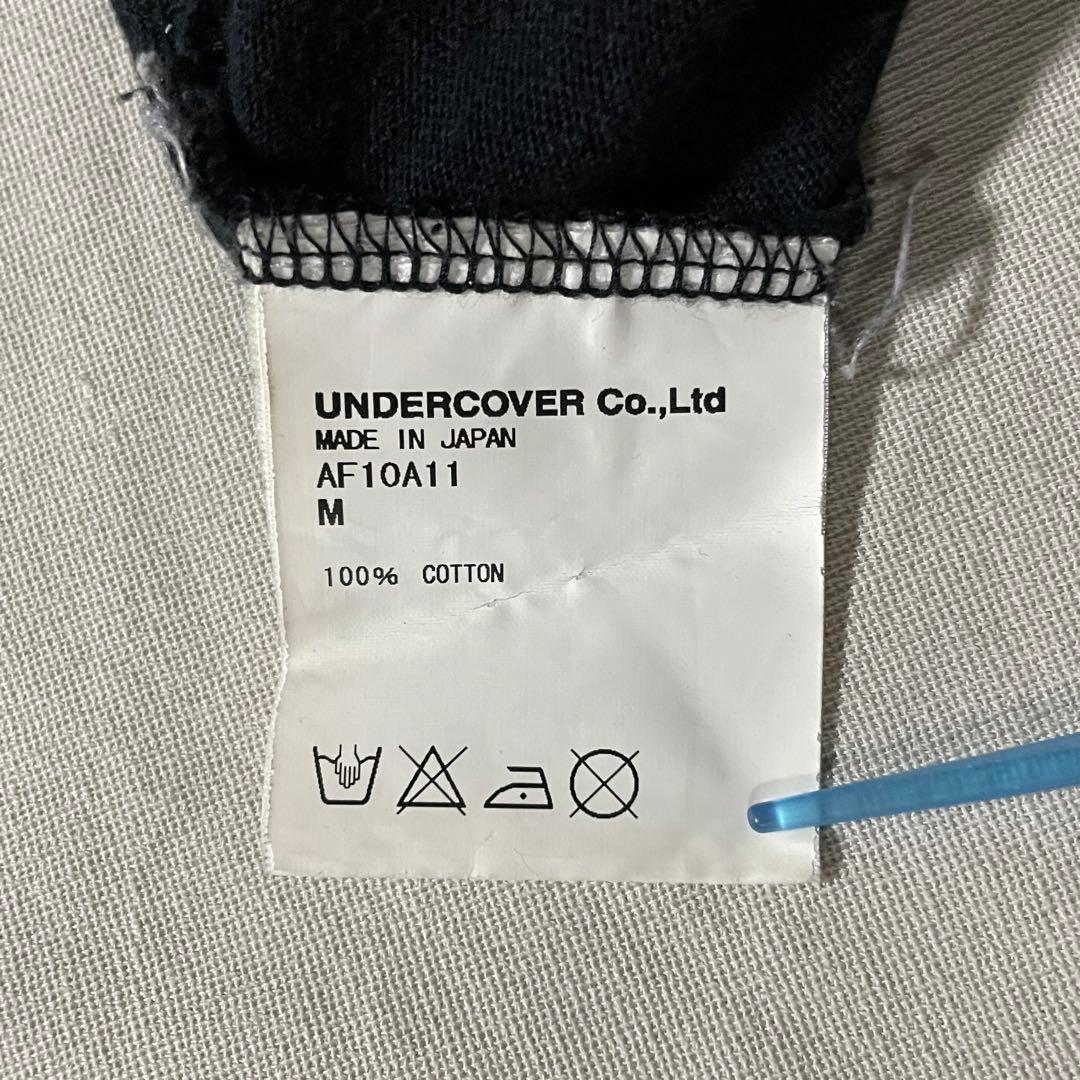 UNDERCOVER Co.,Ltd
MADE IN JAPAN
AF10A11
M
100% COTTON